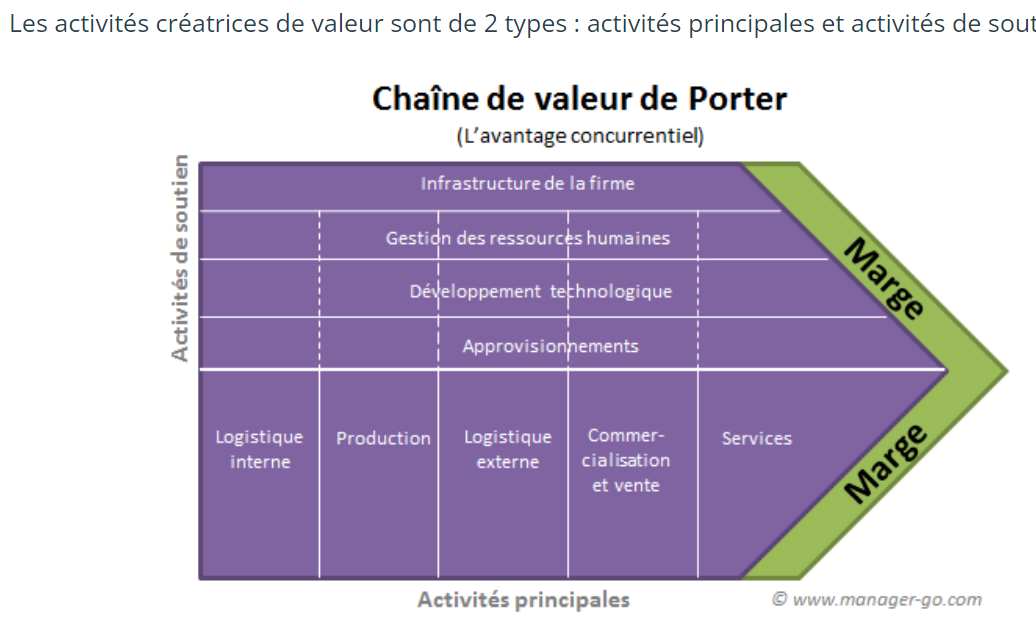 Les activités créatrices de valeur sont de 2 types : activités principales et activités de sout
Chaîne de valeur de Porter
(L’avantage concurrentiel)
Activités de soutien
Infrastructure de la firme
Gestion des ressources humaines
Développement technologique
Approvisionnements
Marge
Logistique
interne
Production
Logistique
externe
Commer-
cialisation
et vente
Services
Marge
Activités principales
© www.manager-go.com